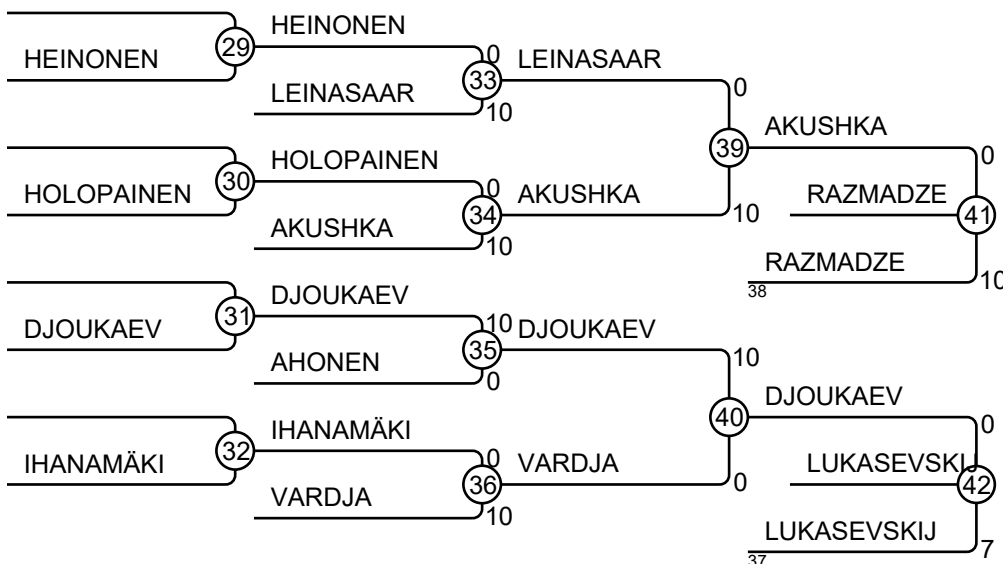 HEINONEN
29
HEINONEN
0
33
10
LEINASAAR
LEINASAAR
0
39
10
AKUSHKA
0
41
10
RAZMADZE
RAZMADZE
38
HOLOPAINEN
30
HOLOPAINEN
0
34
10
AKUSHKA
AKUSHKA
DJOUKAEV
31
DJOUKAEV
10
35
0
AHONEN
DJOUKAEV
10
40
0
DJOUKAEV
0
42
7
LUKASEVSKIJ
LUKASEVSKIJ
37
IHANAMÄKI
32
IHANAMÄKI
0
36
10
VARDJA
VARDJA